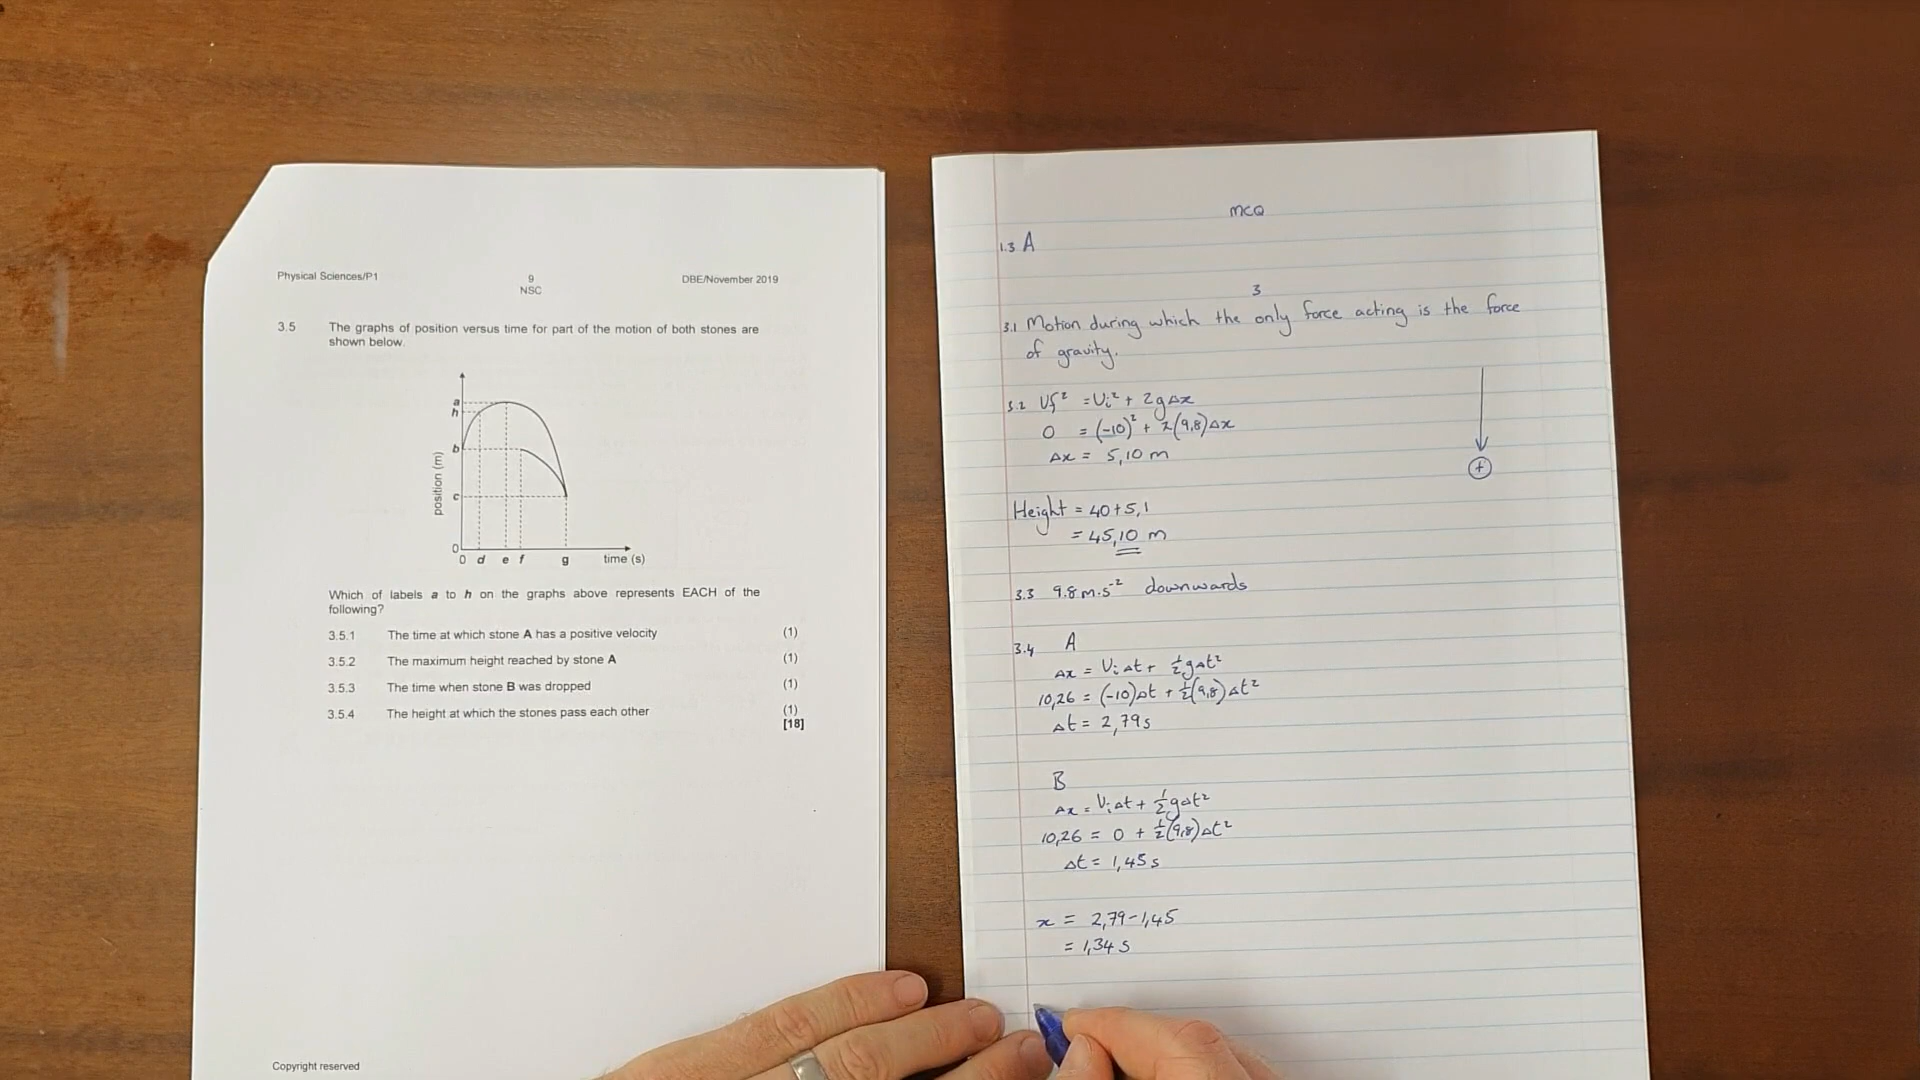 Physical Sciences/P1
9
NSC
DBE/November 2019
3.5 The graphs of position versus time for part of the motion of both stones are
shown below.
a
h
b
c
0
position (m)
0 d e f g time (s)
Which of labels a to h on the graphs above represents EACH of the
following?
3.5.1 The time at which stone A has a positive velocity (1)
3.5.2 The maximum height reached by stone A (1)
3.5.3 The time when stone B was dropped (1)
3.5.4 The height at which the stones pass each other (1)
[18]
Copyright reserved
MCQ
1.3 A
3
3.1 Motion during which the only force acting is the force
of gravity.
3.2 Vf² = Vi² + 2gΔx
0 = (-10)² + 2(9,8)Δx
Δx = 5,10 m
+
Height = 40+5,1
= 45,10 m
3.3 9.8 m.s⁻² downwards
3.4 A
Δx = ViΔt + ½gΔt²
10,26 = (-10)Δt + ½(9,8)Δt²
Δt = 2,79s
B
Δx = ViΔt + ½gΔt²
10,26 = 0 + ½(9,8)Δt²
Δt = 1,45 s
x = 2,79-1,45
= 1,34 s